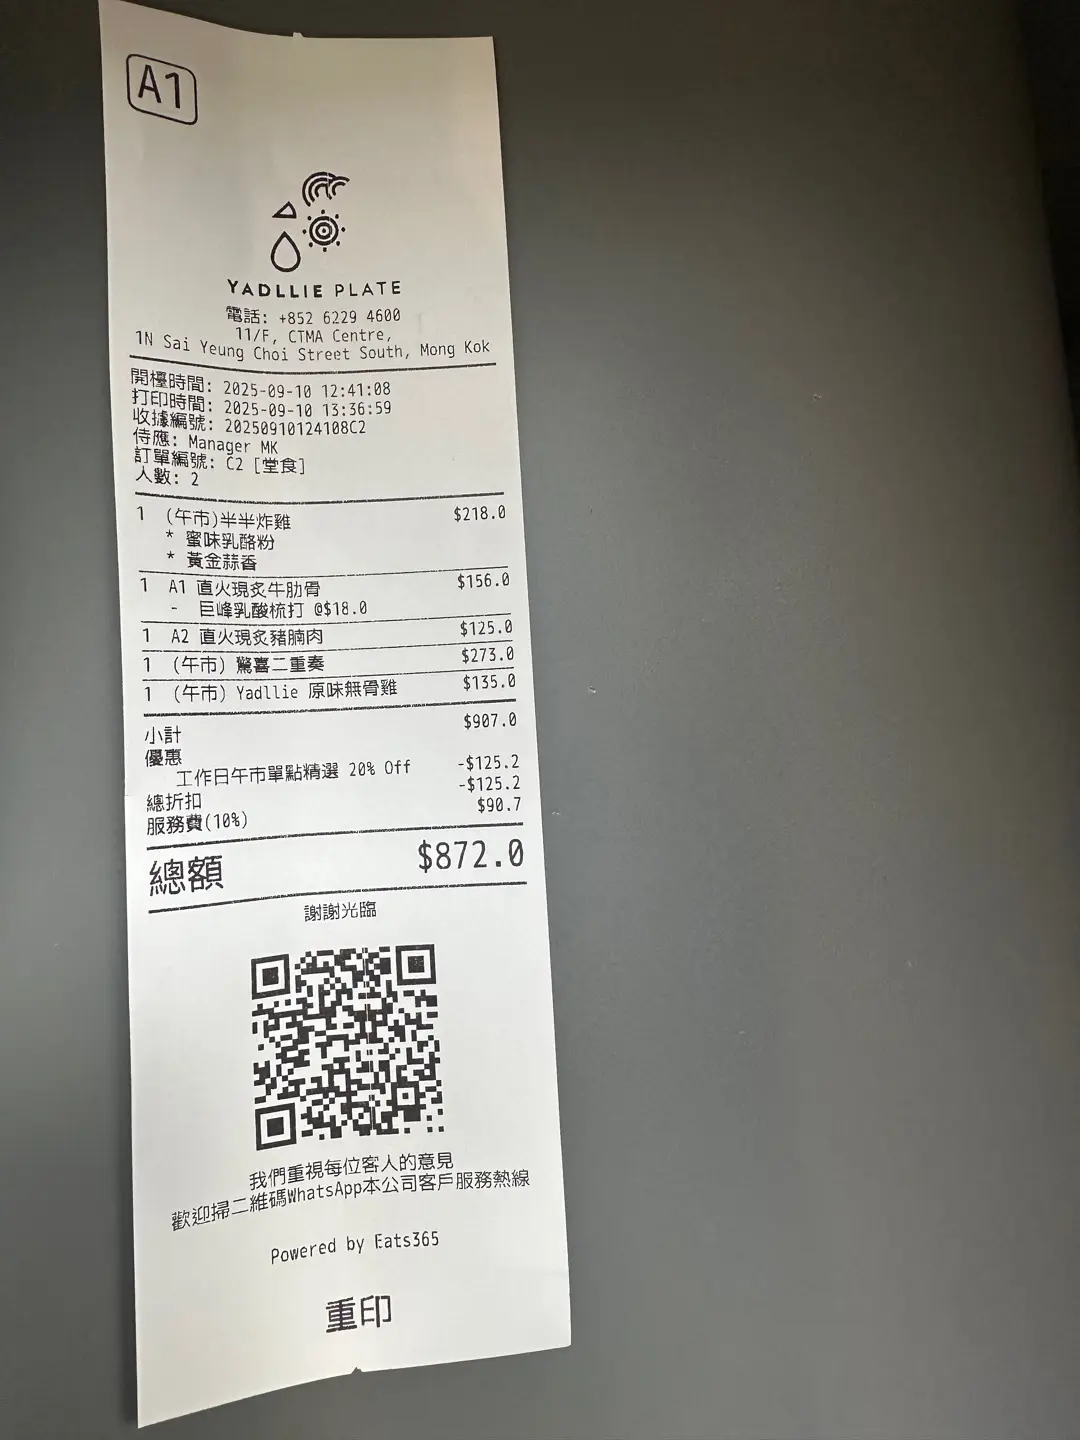 A1
YADLLIE PLATE
電話: +852 6229 4600
11/F, CTMA Centre,
1N Sai Yeung Choi Street South, Mong Kok
開檯時間: 2025-09-10 12:41:08
打印時間: 2025-09-10 13:36:59
收據編號: 20250910124108C2
侍應: Manager MK
訂單編號: C2 [堂食]
人數: 2
1 (午市)半半炸雞 $218.0
* 蜜味乳酪粉
* 黃金蒜香
1 A1 直火現炙牛肋骨 $156.0
- 巨峰乳酸梳打 @$18.0
1 A2 直火現炙豬腩肉 $125.0
1 (午市) 驚喜二重奏 $273.0
1 (午市) Yadllie 原味無骨雞 $135.0
小計 $907.0
優惠
工作日午市單點精選 20% Off -$125.2
總折扣 -$125.2
服務費(10%) $90.7
總額 $872.0
謝謝光臨
我們重視每位客人的意見
歡迎掃二維碼WhatsApp本公司客戶服務熱線
Powered by Eats365
重印